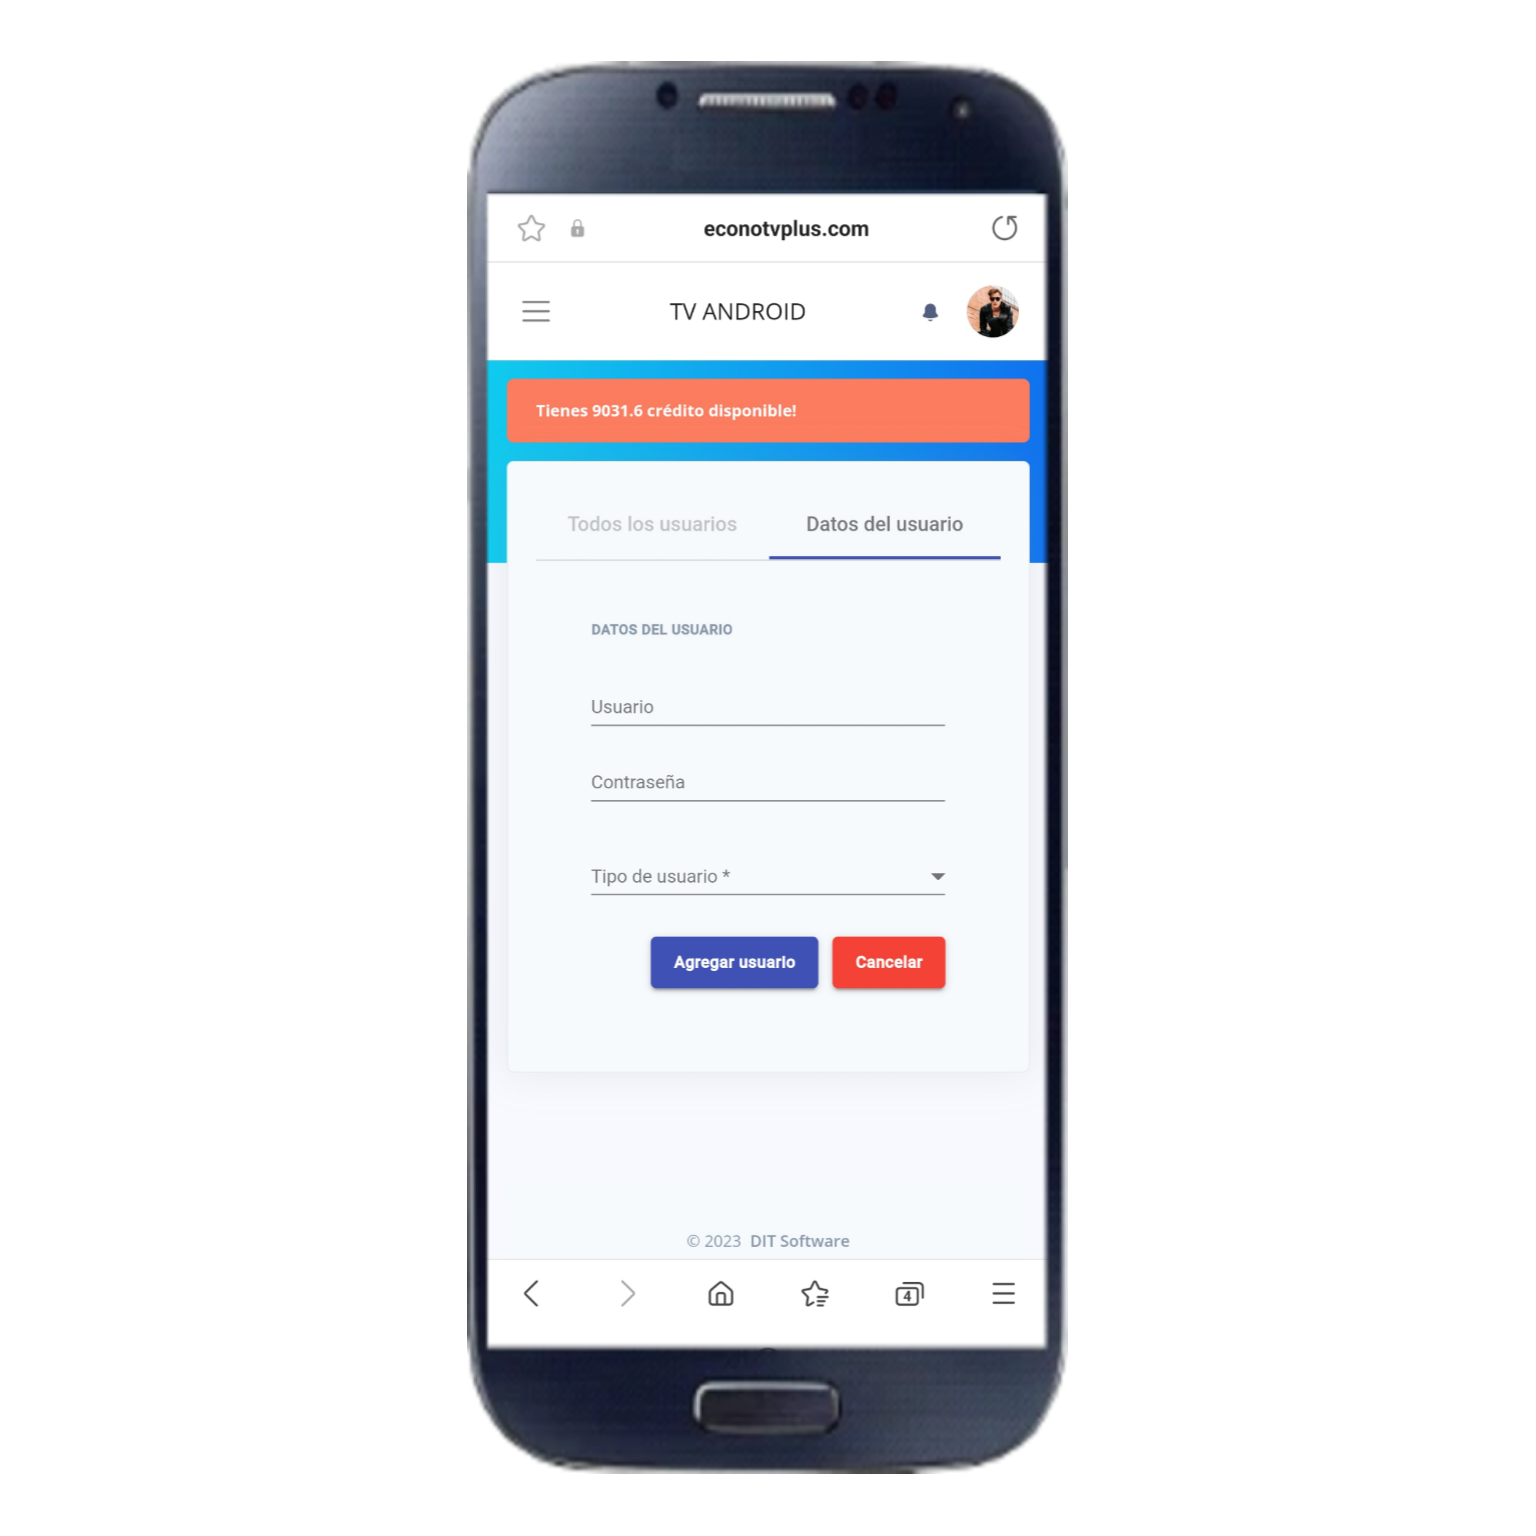 econotvplus.com
TV ANDROID
Tienes 9031.6 crédito disponible!
Todos los usuarios Datos del usuario
DATOS DEL USUARIO
Usuario
Contraseña
Tipo de usuario *
Agregar usuario Cancelar
© 2023 DIT Software
4